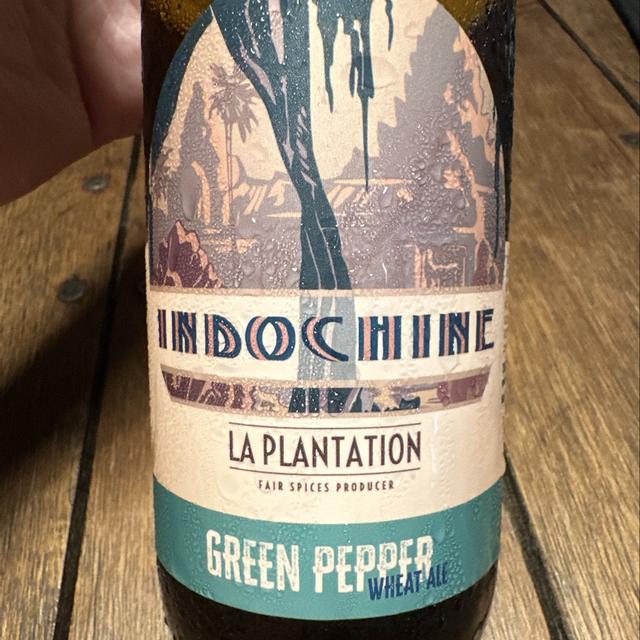 INDOCHINE
LA PLANTATION
FAIR SPICES PRODUCER
GREEN PEPPER
WHEAT ALE